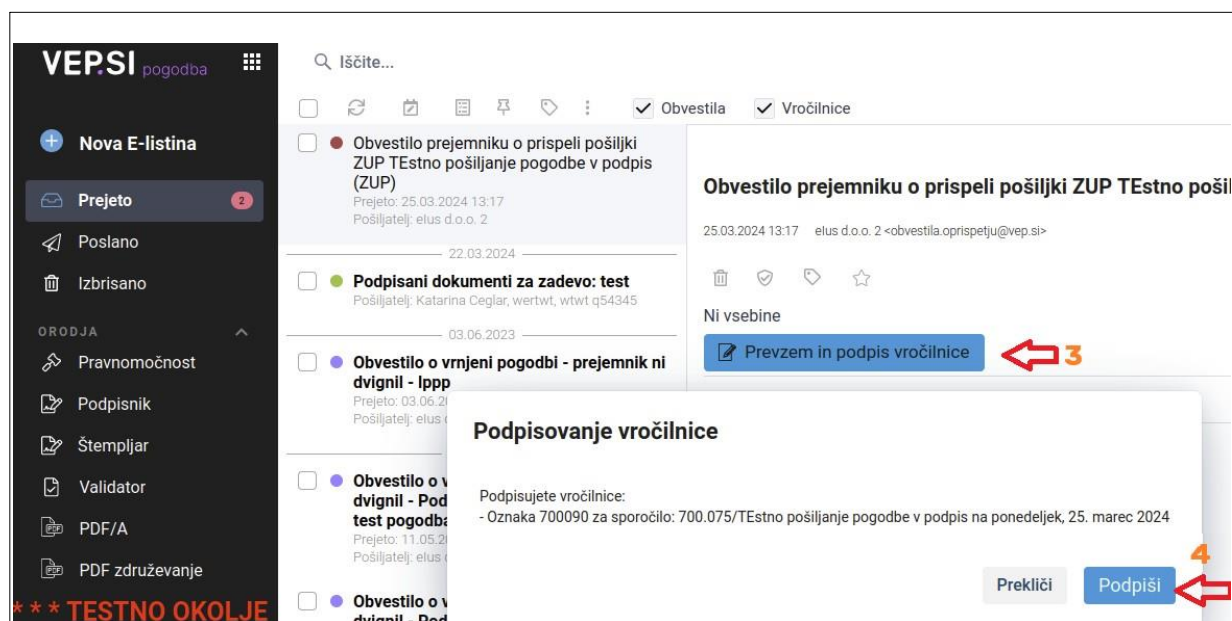 VEP.SI pogodba
Nova E-listina
Prejeto 2
Poslano
Izbrisano
ORODJA
Pravnomočnost
Podpisnik
Štempljar
Validator
PDF/A
PDF združevanje
* * * TESTNO OKOLJE
Iščite...
Obvestila Vročilnice
Obvestilo prejemniku o prispeli pošiljki
ZUP TEstno pošiljanje pogodbe v podpis
(ZUP)
Prejeto: 25.03.2024 13:17
Pošiljatelj: elus d.o.o. 2
22.03.2024
Podpisani dokumenti za zadevo: test
Pošiljatelj: Katarina Ceglar, wertwt, wtwt q54345
03.06.2023
Obvestilo o vrnjeni pogodbi - prejemnik ni
dvignil - lppp
Prejeto: 03.06.2
Pošiljatelj: elus
Obvestilo o v
dvignil - Pod
test pogodba
Prejeto: 11.05.2
Pošiljatelj: elus
Obvestilo o v
dvignil - Pod
Obvestilo prejemniku o prispeli pošiljki ZUP TEstno pošil
25.03.2024 13:17 elus d.o.o. 2 <obvestila.oprispetju@vep.si>
Ni vsebine
Prevzem in podpis vročilnice
3
Podpisovanje vročilnice
Podpisujete vročilnice:
- Oznaka 700090 za sporočilo: 700.075/TEstno pošiljanje pogodbe v podpis na ponedeljek, 25. marec 2024
4
Prekliči Podpiši